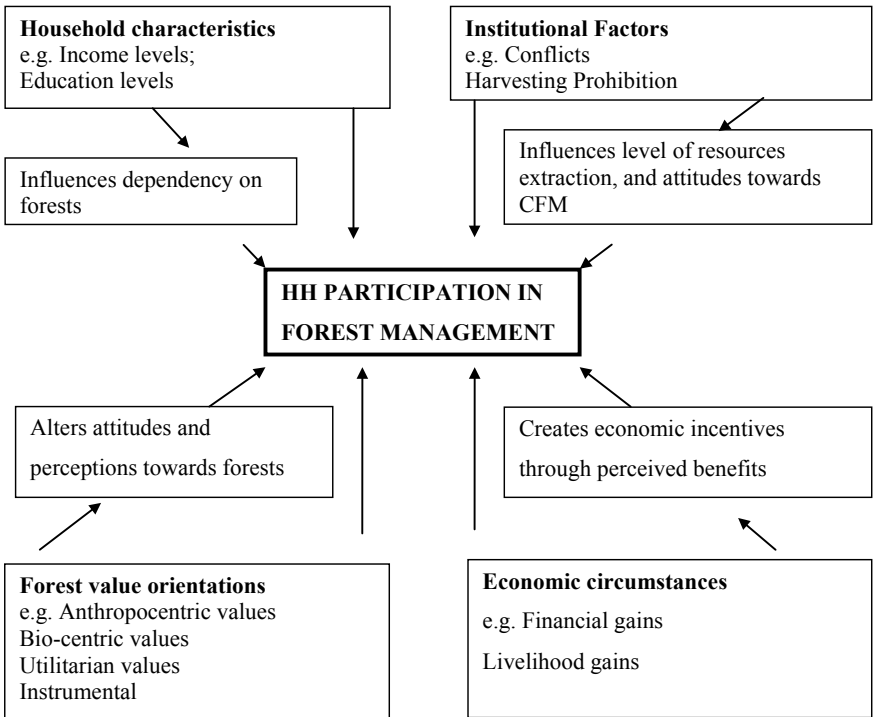 Household characteristics
e.g. Income levels;
Education levels
Institutional Factors
e.g. Conflicts
Harvesting Prohibition
Influences dependency on
forests
Influences level of resources
extraction, and attitudes towards
CFM
HH PARTICIPATION IN
FOREST MANAGEMENT
Alters attitudes and
perceptions towards forests
Creates economic incentives
through perceived benefits
Forest value orientations
e.g. Anthropocentric values
Bio-centric values
Utilitarian values
Instrumental
Economic circumstances
e.g. Financial gains
Livelihood gains